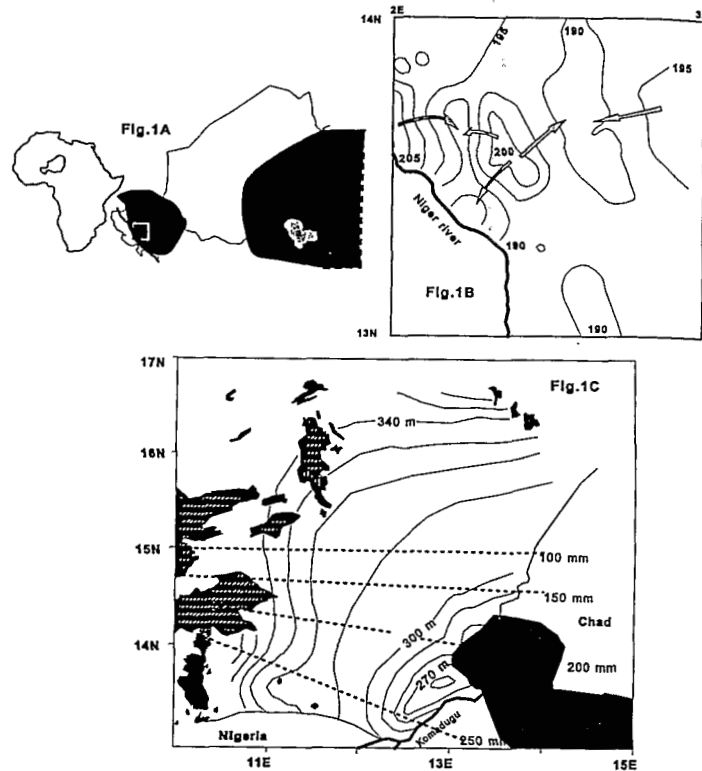 14N
2E
3
Fig.1A
195
190
195
205
200
Niger river
190
Fig.1B
190
13N
17N
Fig.1C
340 m
16N
15N
100 mm
150 mm
300 m
Chad
14N
270 m
200 mm
Nigeria
Komadugu
250 mm
11E
13E
15E